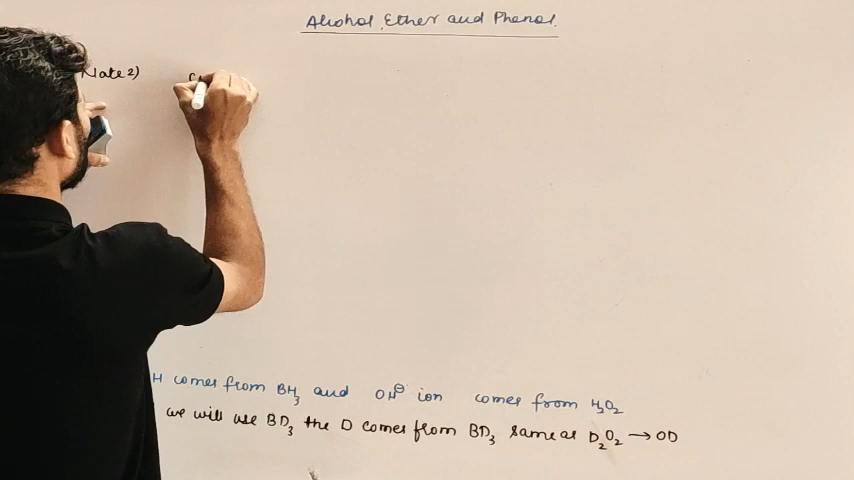 Alcohol, Ether and Phenol.
Note 2)
H comes from BH₃ and OH⊖ ion comes from H₂O₂
we will use BD₃ the D comes from BD₃ same as D₂O₂ → OD